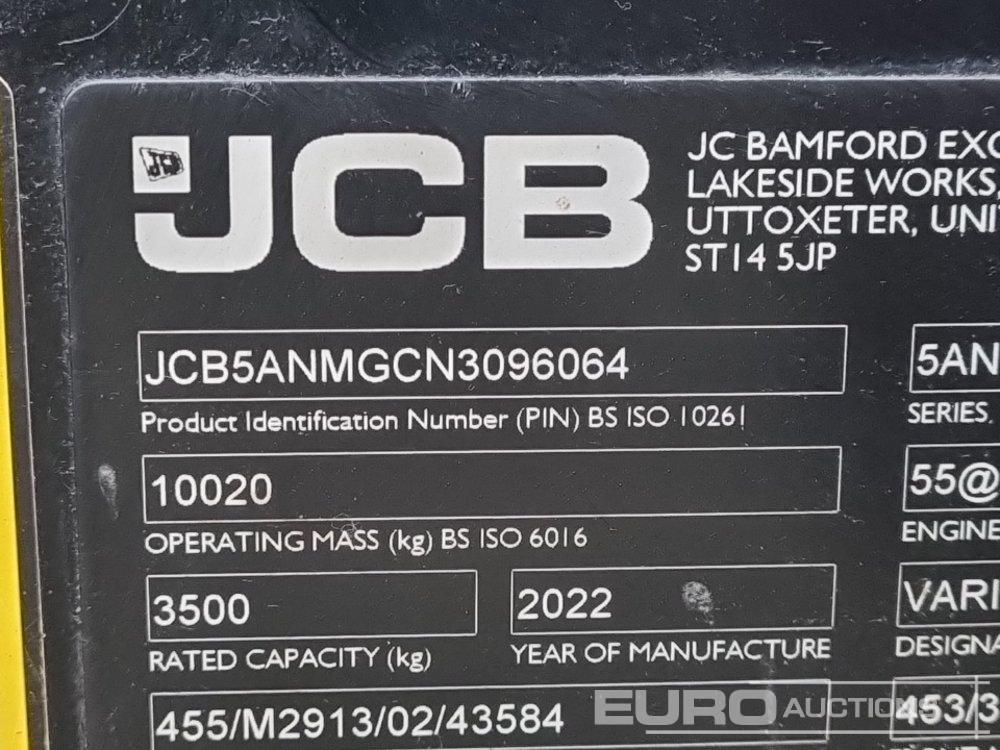 JCB
JCB
JC BAMFORD EXC
LAKESIDE WORKS,
UTTOXETER, UNI
ST14 5JP
JCB5ANMGCN3096064
5AN
Product Identification Number (PIN) BS ISO 10261
SERIES,
10020
55@
OPERATING MASS (kg) BS ISO 6016
ENGINE
3500
2022
VARI
RATED CAPACITY (kg)
YEAR OF MANUFACTURE
DESIGNA
455/M2913/02/43584
453/3
EURO AUCTIONS